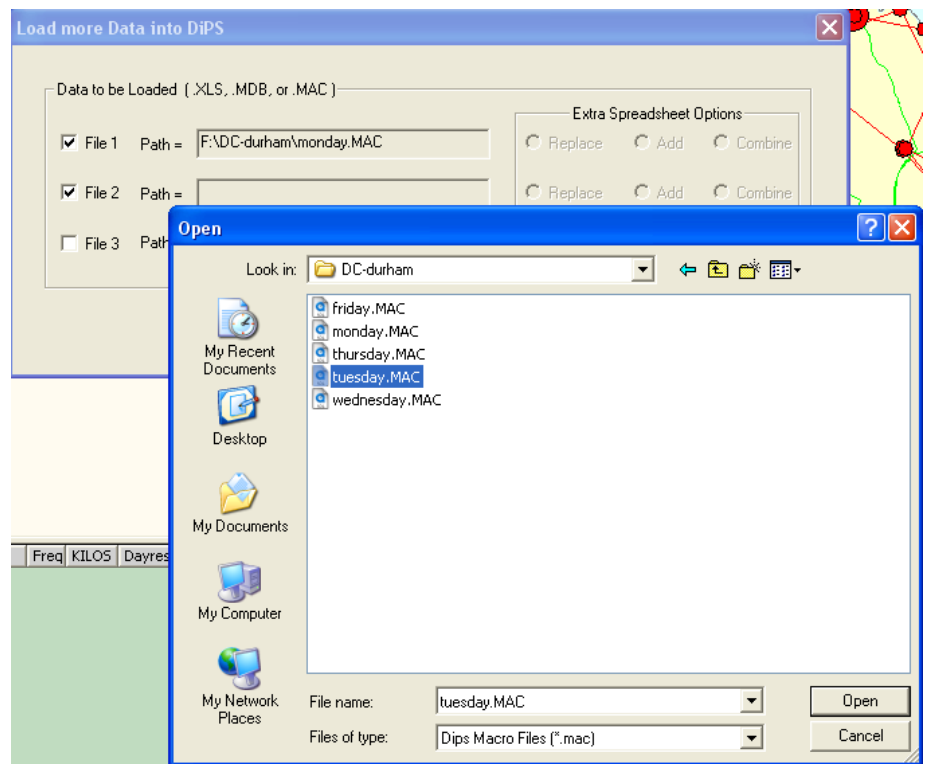 Load more Data into DiPS
Data to be Loaded ( .XLS, .MDB, or .MAC )
Extra Spreadsheet Options
File 1 Path = F:\DC-durham\monday.MAC Replace Add Combine
File 2 Path = Replace Add Combine
File 3 Path
Open
Look in: DC-durham
friday.MAC
monday.MAC
thursday.MAC
tuesday.MAC
wednesday.MAC
My Recent
Documents
Desktop
My Documents
My Computer
My Network
Places
Freq KILOS Dayres
File name: tuesday.MAC Open
Files of type: Dips Macro Files (*.mac) Cancel